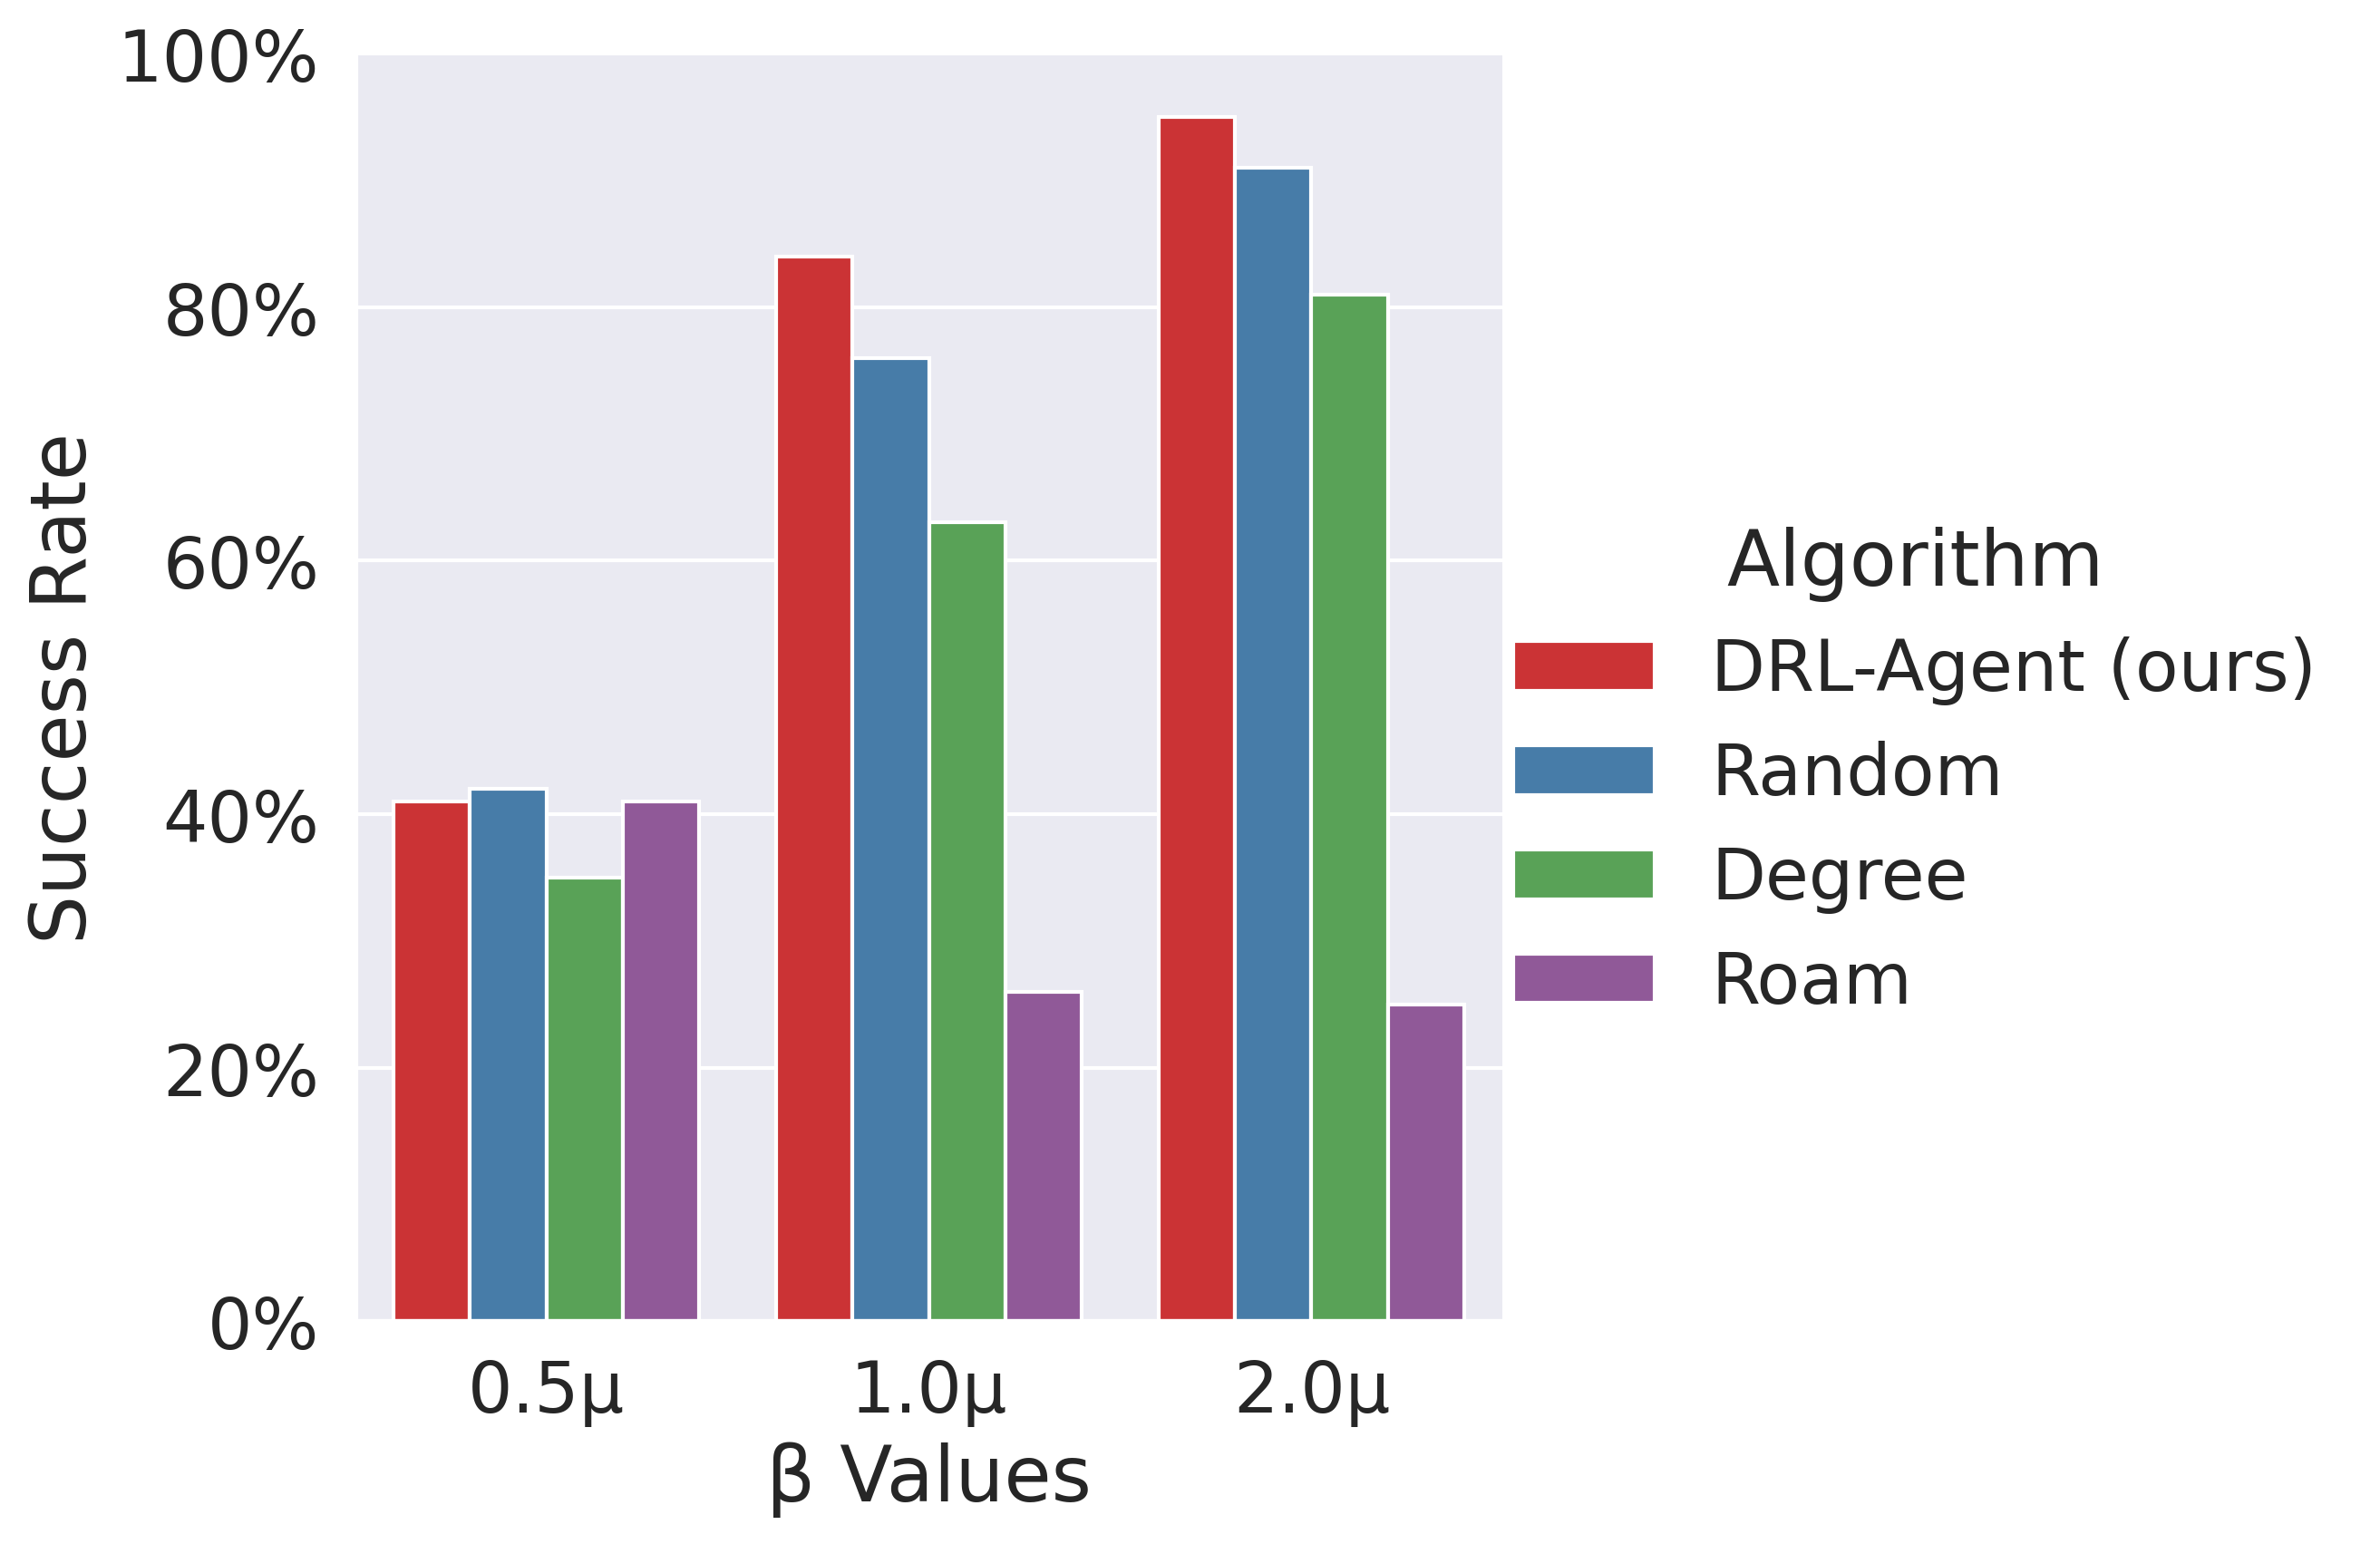 100%
80%
60%
40%
20%
0%
Success Rate
0.5µ 1.0µ 2.0µ
β Values
Algorithm
DRL-Agent (ours)
Random
Degree
Roam